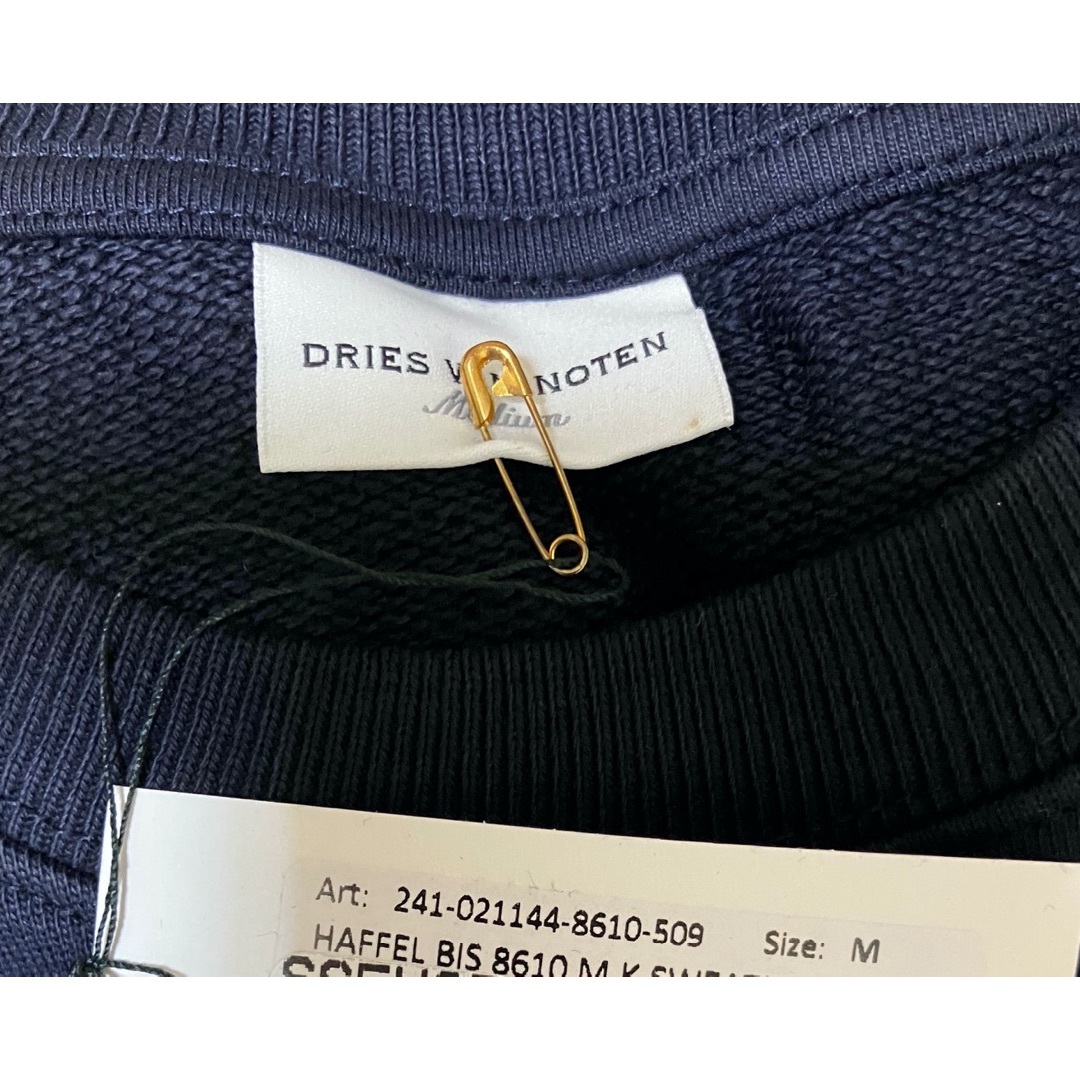 DRIES NOTEN
Medium
Art: 241-021144-8610-509 Size: M
HAFFEL BIS 8610 M.K.